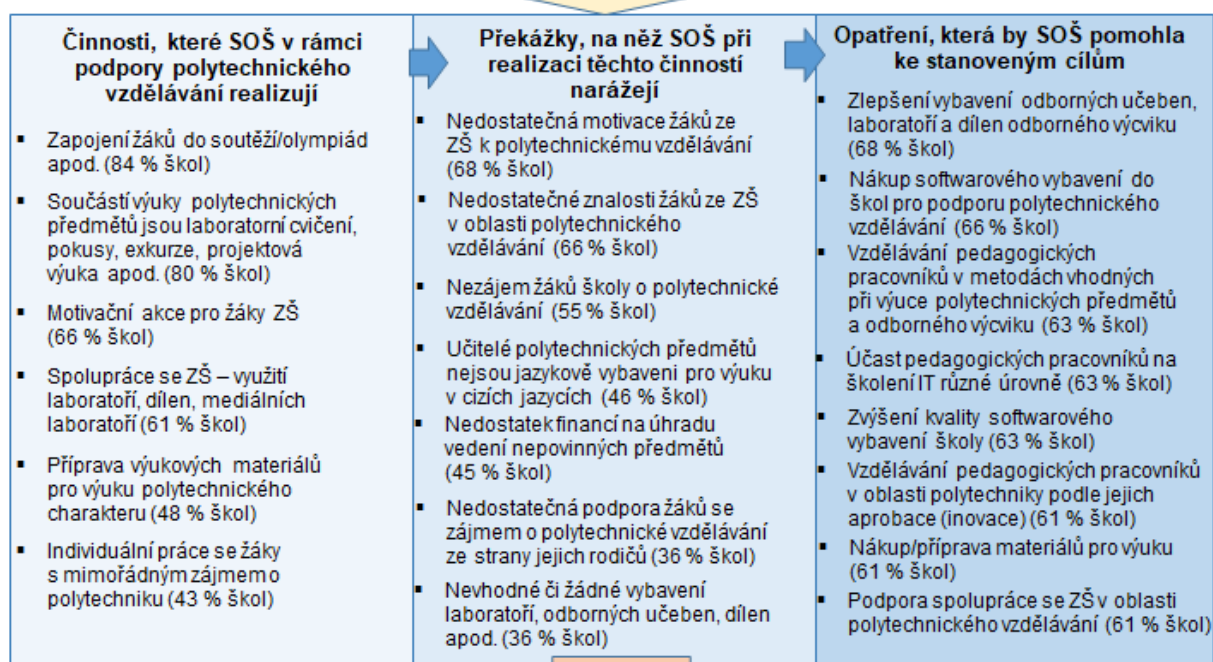 Činnosti, které SOŠ v rámci
podpory polytechnického
vzdělávání realizují
▪ Zapojení žáků do soutěží/olympiád
apod. (84 % škol)
▪ Součástí výuky polytechnických
předmětů jsou laboratorní cvičení,
pokusy, exkurze, projektová
výuka apod. (80 % škol)
▪ Motivační akce pro žáky ZŠ
(66 % škol)
▪ Spolupráce se ZŠ – využití
laboratoří, dílen, mediálních
laboratoří (61 % škol)
▪ Příprava výukových materiálů
pro výuku polytechnického
charakteru (48 % škol)
▪ Individuální práce se žáky
s mimořádným zájmem o
polytechniku (43 % škol)
Překážky, na něž SOŠ při
realizaci těchto činností
narážejí
▪ Nedostatečná motivace žáků ze
ZŠ k polytechnickému vzdělávání
(68 % škol)
▪ Nedostatečné znalosti žáků ze ZŠ
v oblasti polytechnického
vzdělávání (66 % škol)
▪ Nezájem žáků školy o polytechnické
vzdělávání (55 % škol)
▪ Učitelé polytechnických předmětů
nejsou jazykově vybaveni pro výuku
v cizích jazycích (46 % škol)
▪ Nedostatek financí na úhradu
vedení nepovinných předmětů
(45 % škol)
▪ Nedostatečná podpora žáků se
zájmem o polytechnické vzdělávání
ze strany jejich rodičů (36 % škol)
▪ Nevhodné či žádné vybavení
laboratoří, odborných učeben, dílen
apod. (36 % škol)
Opatření, která by SOŠ pomohla
ke stanoveným cílům
▪ Zlepšení vybavení odborných učeben,
laboratoří a dílen odborného výcviku
(68 % škol)
▪ Nákup softwarového vybavení do
škol pro podporu polytechnického
vzdělávání (66 % škol)
▪ Vzdělávání pedagogických
pracovníků v metodách vhodných
při výuce polytechnických předmětů
a odborného výcviku (63 % škol)
▪ Účast pedagogických pracovníků na
školení IT různé úrovně (63 % škol)
▪ Zvýšení kvality softwarového
vybavení školy (63 % škol)
▪ Vzdělávání pedagogických pracovníků
v oblasti polytechniky podle jejich
aprobace (inovace) (61 % škol)
▪ Nákup/příprava materiálů pro výuku
(61 % škol)
▪ Podpora spolupráce se ZŠ v oblasti
polytechnického vzdělávání (61 % škol)